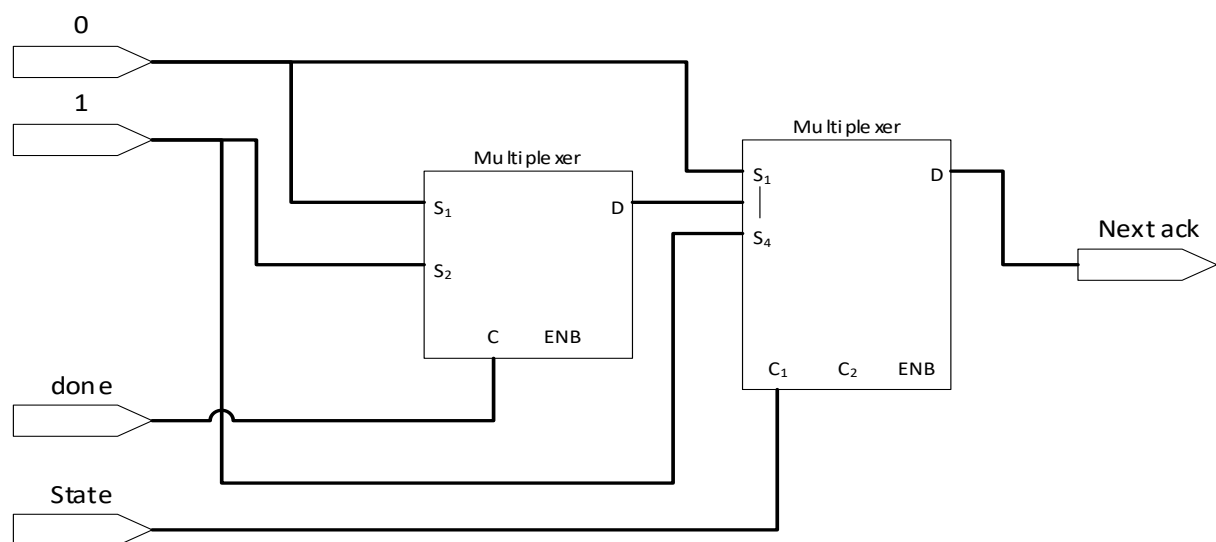 0
1
Multiplexer
Multiplexer
S₁
D
S₁
D
S₂
S₄
Next ack
C
ENB
C₁
C₂
ENB
done
State